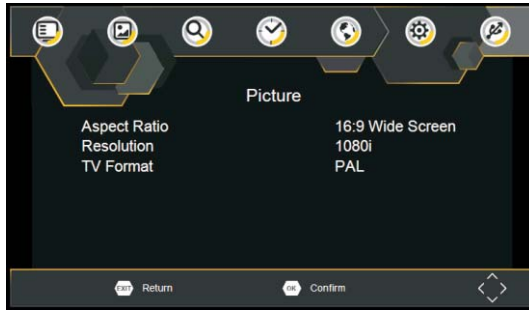 Picture
Aspect Ratio 16:9 Wide Screen
Resolution 1080i
TV Format PAL
EXIT Return OK Confirm